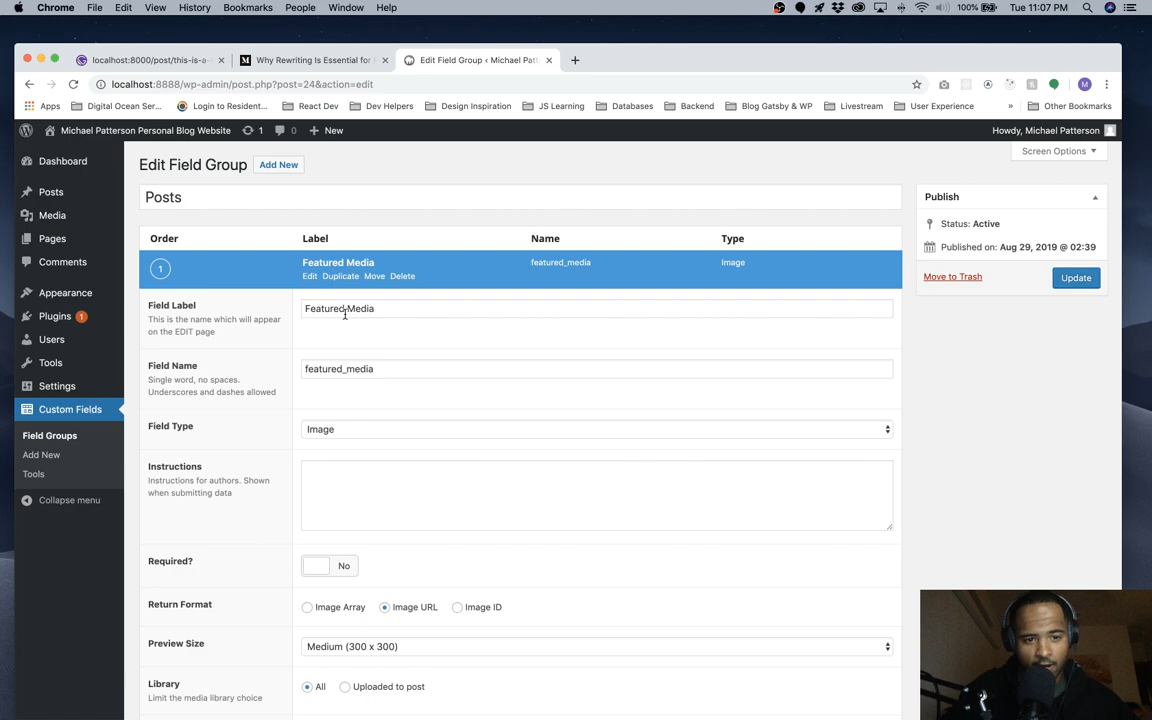 Chrome File Edit View History Bookmarks People Window Help 100% Tue 11:07 PM
localhost:8000/post/this-is-a- Why Rewriting Is Essential for Edit Field Group ‹ Michael Patt
localhost:8888/wp-admin/post.php?post=24&action=edit
Apps Digital Ocean Ser... Login to Resident... React Dev Dev Helpers Design Inspiration JS Learning Databases Backend Blog Gatsby & WP Livestream User Experience » Other Bookmarks
Michael Patterson Personal Blog Website 1 0 New Howdy, Michael Patterson
Screen Options
Dashboard
Posts
Media
Pages
Comments
Appearance
Plugins 1
Users
Tools
Settings
Custom Fields
Field Groups
Add New
Tools
Collapse menu
Edit Field Group Add New
Posts
Order Label Name Type
1 Featured Media featured_media Image
Edit Duplicate Move Delete
Field Label
This is the name which will appear
on the EDIT page
Featured Media
Field Name
Single word, no spaces.
Underscores and dashes allowed
featured_media
Field Type
Image
Instructions
Instructions for authors. Shown
when submitting data
Required?
No
Return Format
Image Array Image URL Image ID
Preview Size
Medium (300 x 300)
Library
Limit the media library choice
All Uploaded to post
Publish
Status: Active
Published on: Aug 29, 2019 @ 02:39
Move to Trash Update